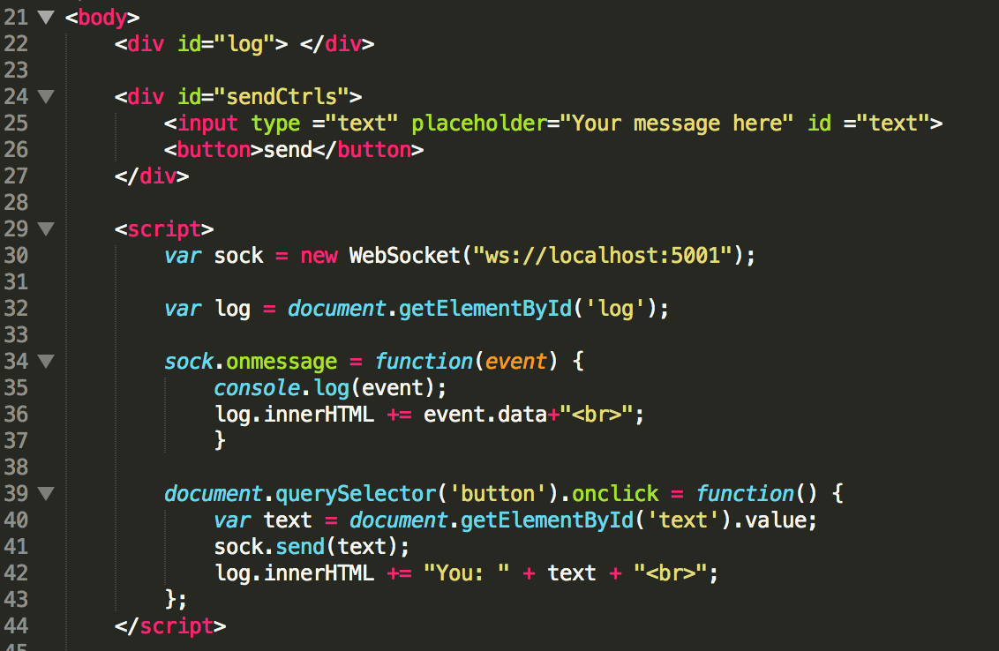 21 <body>
22     <div id="log"> </div>
23
24     <div id="sendCtrls">
25         <input type ="text" placeholder="Your message here" id ="text">
26         <button>send</button>
27     </div>
28
29     <script>
30         var sock = new WebSocket("ws://localhost:5001");
31
32         var log = document.getElementById('log');
33
34         sock.onmessage = function(event) {
35             console.log(event);
36             log.innerHTML += event.data+"<br>";
37             }
38
39         document.querySelector('button').onclick = function() {
40             var text = document.getElementById('text').value;
41             sock.send(text);
42             log.innerHTML += "You: " + text + "<br>";
43         };
44     </script>
45